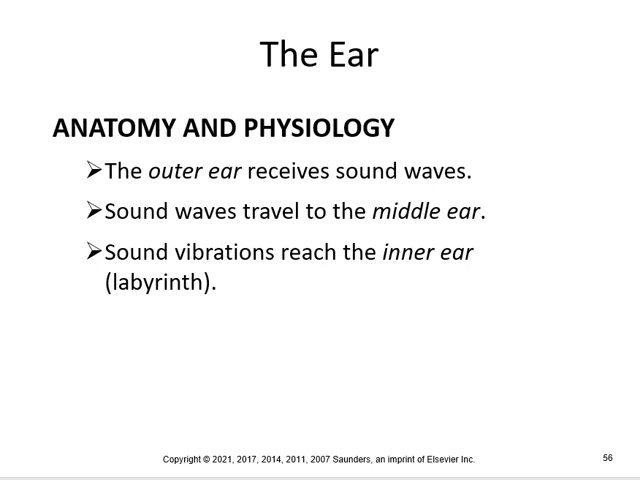 The Ear
ANATOMY AND PHYSIOLOGY
➢The outer ear receives sound waves.
➢Sound waves travel to the middle ear.
➢Sound vibrations reach the inner ear
(labyrinth).
Copyright © 2021, 2017, 2014, 2011, 2007 Saunders, an imprint of Elsevier Inc.
56